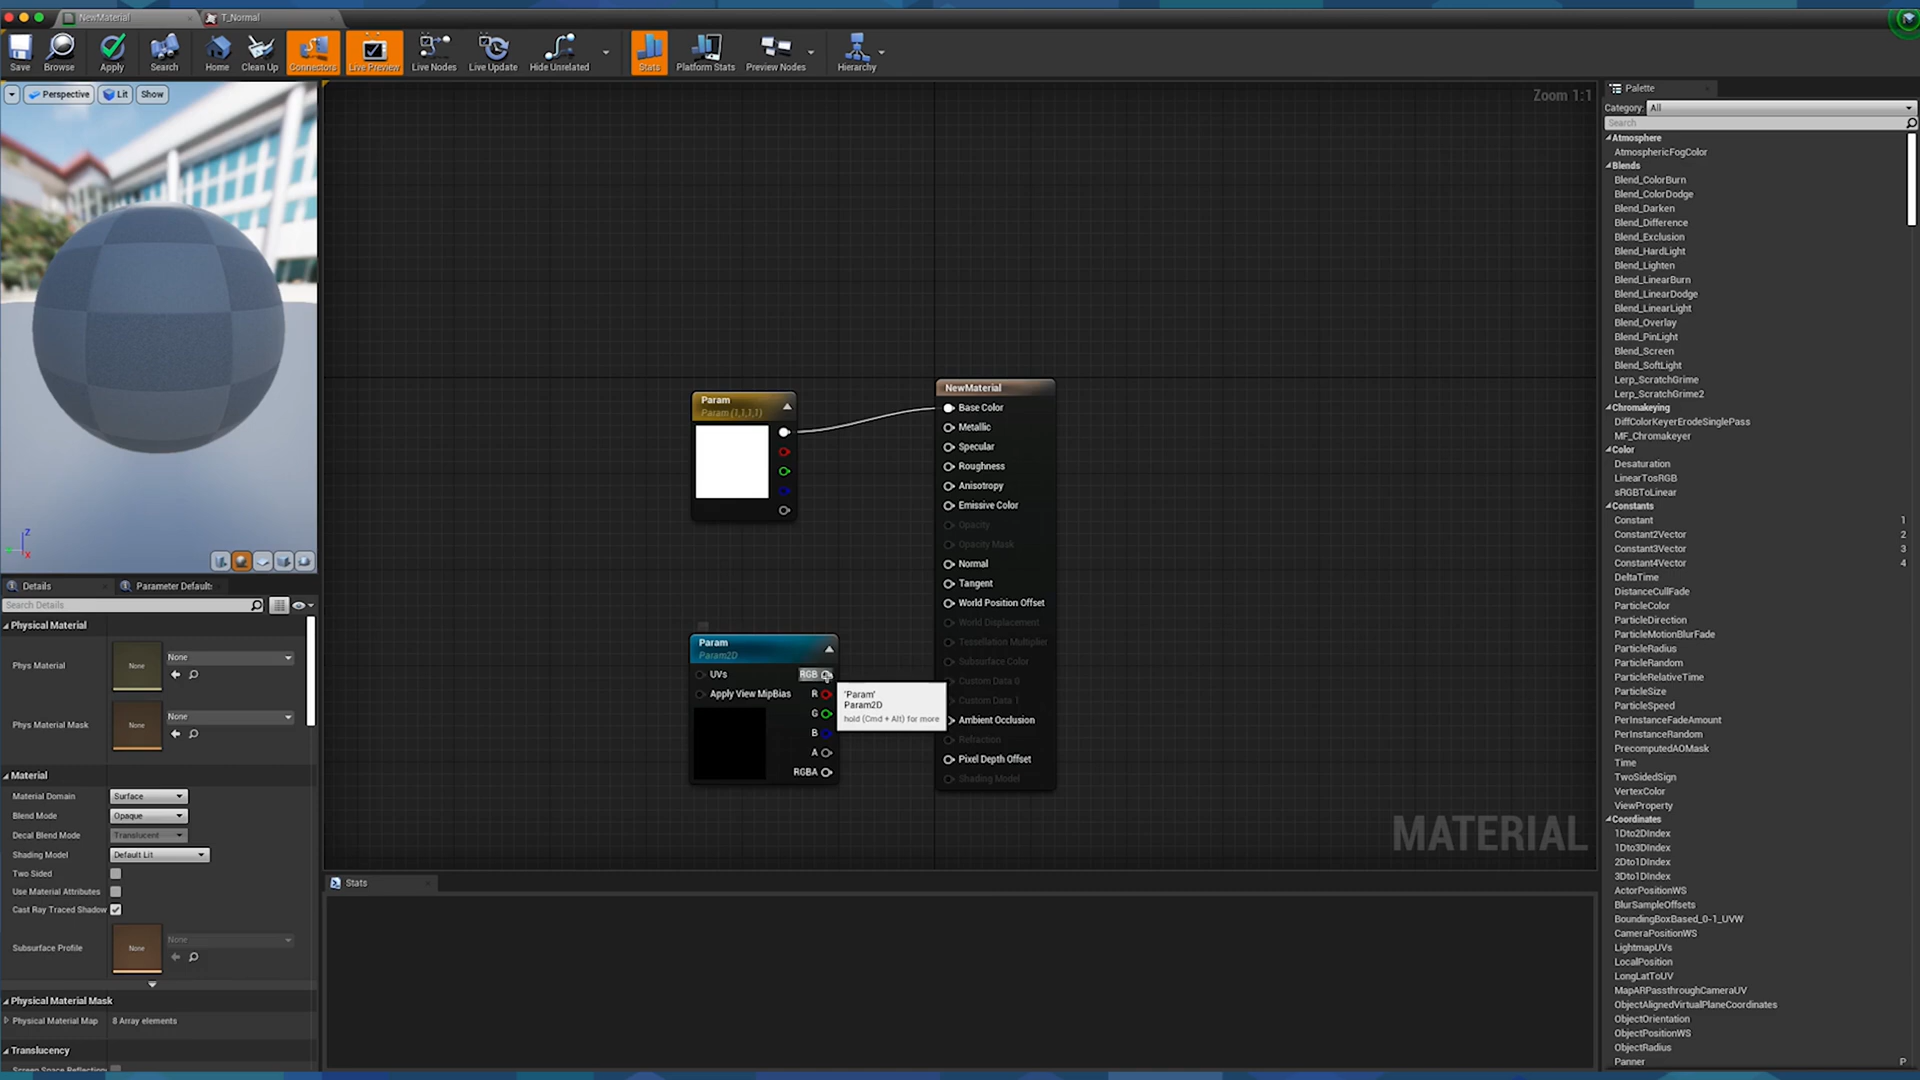 NewMaterial
T_Normal
Save
Browse
Apply
Search
Home
Clean Up
Connectors
Live Preview
Live Nodes
Live Update
Hide Unrelated
Stats
Platform Stats
Preview Nodes
Hierarchy
Perspective
Lit
Show
Zoom 1:1
Param
Param (1,1,1,1)
NewMaterial
Base Color
Metallic
Specular
Roughness
Anisotropy
Emissive Color
Opacity
Opacity Mask
Normal
Tangent
World Position Offset
World Displacement
Tessellation Multiplier
Subsurface Color
Custom Data 0
Custom Data 1
Ambient Occlusion
Refraction
Pixel Depth Offset
Shading Model
Param
Param2D
UVs
RGB
Apply View MipBias
R
G
B
A
RGBA
'Param'
Param2D
hold (Cmd + Alt) for more
MATERIAL
Z
X
Details
Parameter Default
Search Details
Physical Material
Phys Material
None
None
Phys Material Mask
None
None
Material
Material Domain
Surface
Blend Mode
Opaque
Decal Blend Mode
Translucent
Shading Model
Default Lit
Two Sided
Use Material Attributes
Cast Ray Traced Shadow
Subsurface Profile
None
None
Physical Material Mask
Physical Material Map
8 Array elements
Translucency
Screen Space Reflection
Stats
Palette
Category: All
Search
Atmosphere
AtmosphericFogColor
Blends
Blend_ColorBurn
Blend_ColorDodge
Blend_Darken
Blend_Difference
Blend_Exclusion
Blend_HardLight
Blend_Lighten
Blend_LinearBurn
Blend_LinearDodge
Blend_LinearLight
Blend_Overlay
Blend_PinLight
Blend_Screen
Blend_SoftLight
Lerp_ScratchGrime
Lerp_ScratchGrime2
Chromakeying
DiffColorKeyerErodeSinglePass
MF_Chromakeyer
Color
Desaturation
LinearTosRGB
sRGBToLinear
Constants
Constant 1
Constant2Vector 2
Constant3Vector 3
Constant4Vector 4
DeltaTime
DistanceCullFade
ParticleColor
ParticleDirection
ParticleMotionBlurFade
ParticleRadius
ParticleRandom
ParticleRelativeTime
ParticleSize
ParticleSpeed
PerInstanceFadeAmount
PerInstanceRandom
PrecomputedAOMask
Time
TwoSidedSign
VertexColor
ViewProperty
Coordinates
1Dto2DIndex
1Dto3DIndex
2Dto1DIndex
3Dto1DIndex
ActorPositionWS
BlurSampleOffsets
BoundingBoxBased_0-1_UVW
CameraPositionWS
LightmapUVs
LocalPosition
LongLatToUV
MapARPassthroughCameraUV
ObjectAlignedVirtualPlaneCoordinates
ObjectOrientation
ObjectPositionWS
ObjectRadius
Panner P